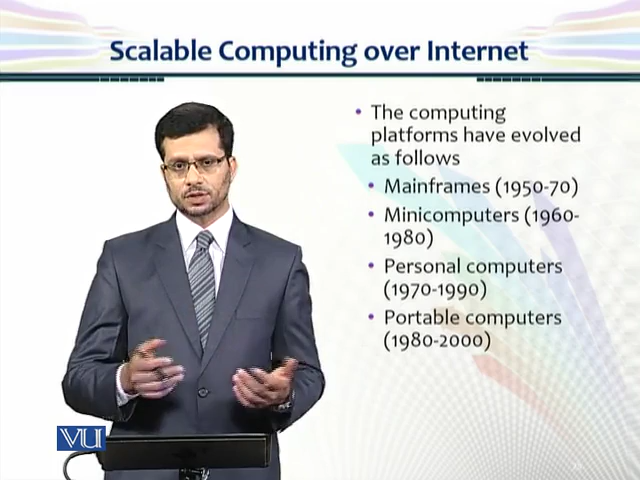 Scalable Computing over Internet
• The computing
platforms have evolved
as follows
• Mainframes (1950-70)
• Minicomputers (1960-
1980)
• Personal computers
(1970-1990)
• Portable computers
(1980-2000)
VU